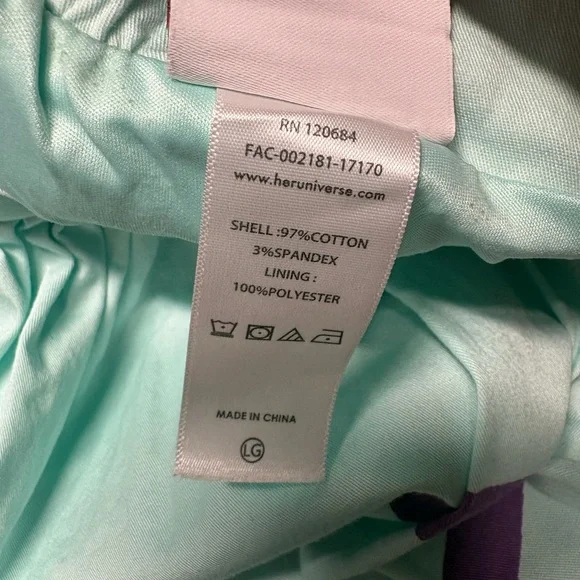 RN 120684
FAC-002181-17170
www.heruniverse.com
SHELL :97%COTTON
3%SPANDEX
LINING :
100%POLYESTER
MADE IN CHINA
LG